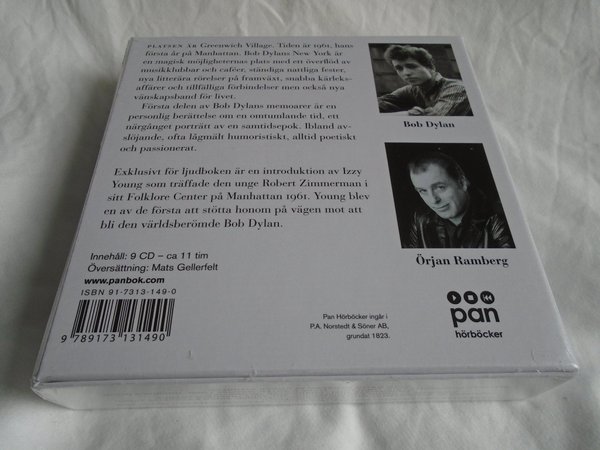 PLATSEN ÄR Greenwich Village. Tiden är 1961, hans
första år på Manhattan. Bob Dylans New York är
en magisk möjligheternas plats med ett överflöd av
musikklubbar och caféer, ständiga nattliga fester,
nya litterära rörelser på framväxt, snabba kärleks-
affärer och tillfälliga förbindelser men också nya
vänskapsband för livet.
Första delen av Bob Dylans memoarer är en
personlig berättelse om en omtumlande tid, ett
närgånget porträtt av en samtidsepok. Ibland av-
slöjande, ofta lågmält humoristiskt, alltid poetiskt
och passionerat.
Exklusivt för ljudboken är en introduktion av Izzy
Young som träffade den unge Robert Zimmerman i
sitt Folklore Center på Manhattan 1961. Young blev
en av de första att stötta honom på vägen mot att
bli den världsberömde Bob Dylan.
Innehåll: 9 CD – ca 11 tim
Översättning: Mats Gellerfelt
www.panbok.com
ISBN 91-7313-149-0
9 789173 131490
Bob Dylan
Örjan Ramberg
Pan Hörböcker ingår i
P.A. Norstedt & Söner AB,
grundat 1823.
pan
hörböcker